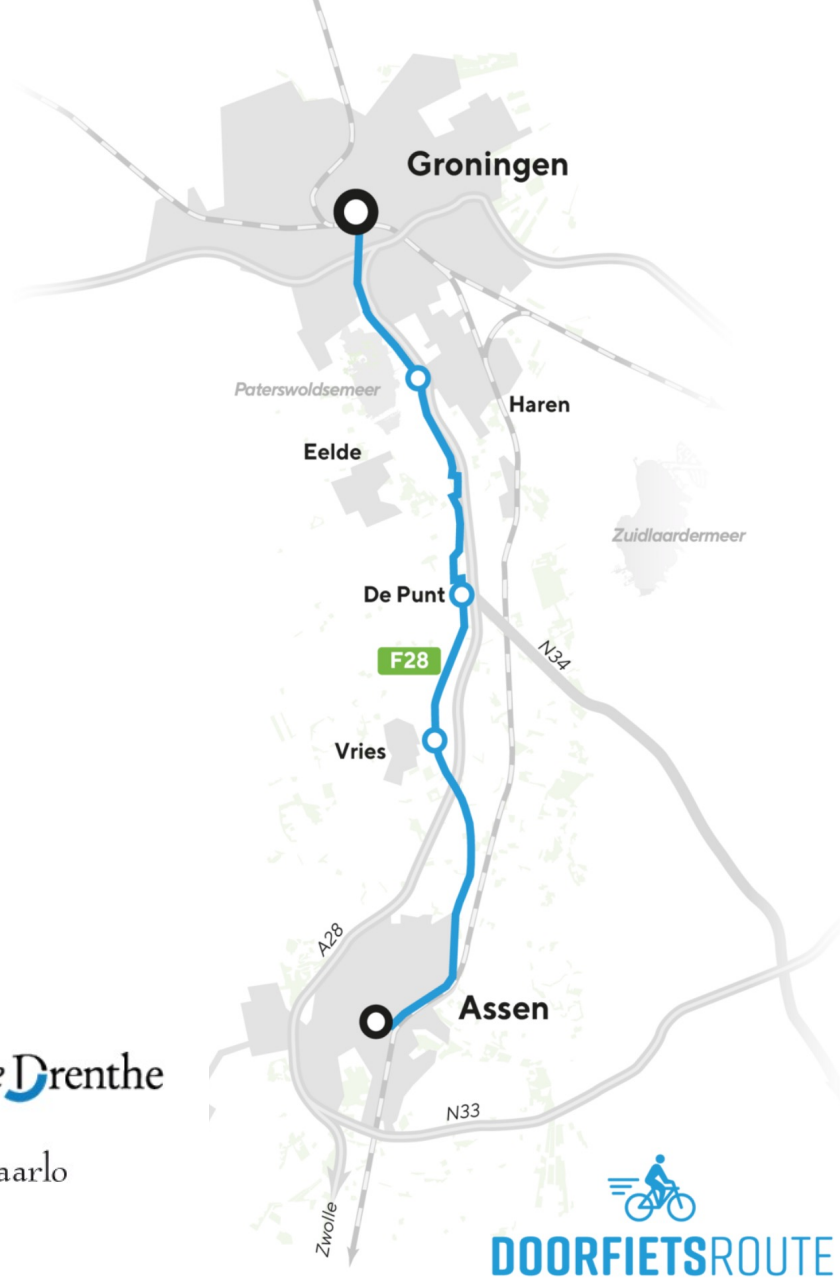 Groningen
Paterswoldsemeer
Haren
Eelde
Zuidlaardermeer
De Punt
N34
F28
Vries
A28
Assen
Drenthe
N33
aarlo
Zwolle
DOORFIETSROUTE